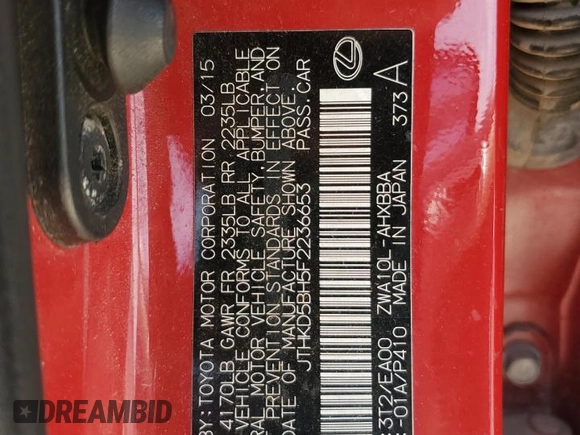 BY:TOYOTA MOTOR CORPORATION 03/15
4170LB GAWR FR 2335LB RR 2235LB
VEHICLE CONFORMS TO ALL APPLICABLE
ERAL MOTOR VEHICLE SAFETY, BUMPER, AND
PREVENTION STANDARDS IN EFFECT ON
DATE OF MANUFACTURE SHOWN ABOVE.
JTHKD5BH5F2236653 PASS.CAR
:3T2/EA00 ZWA10L-AHXBBA
-01A/P410 MADE IN JAPAN 373 A
DREAMBID